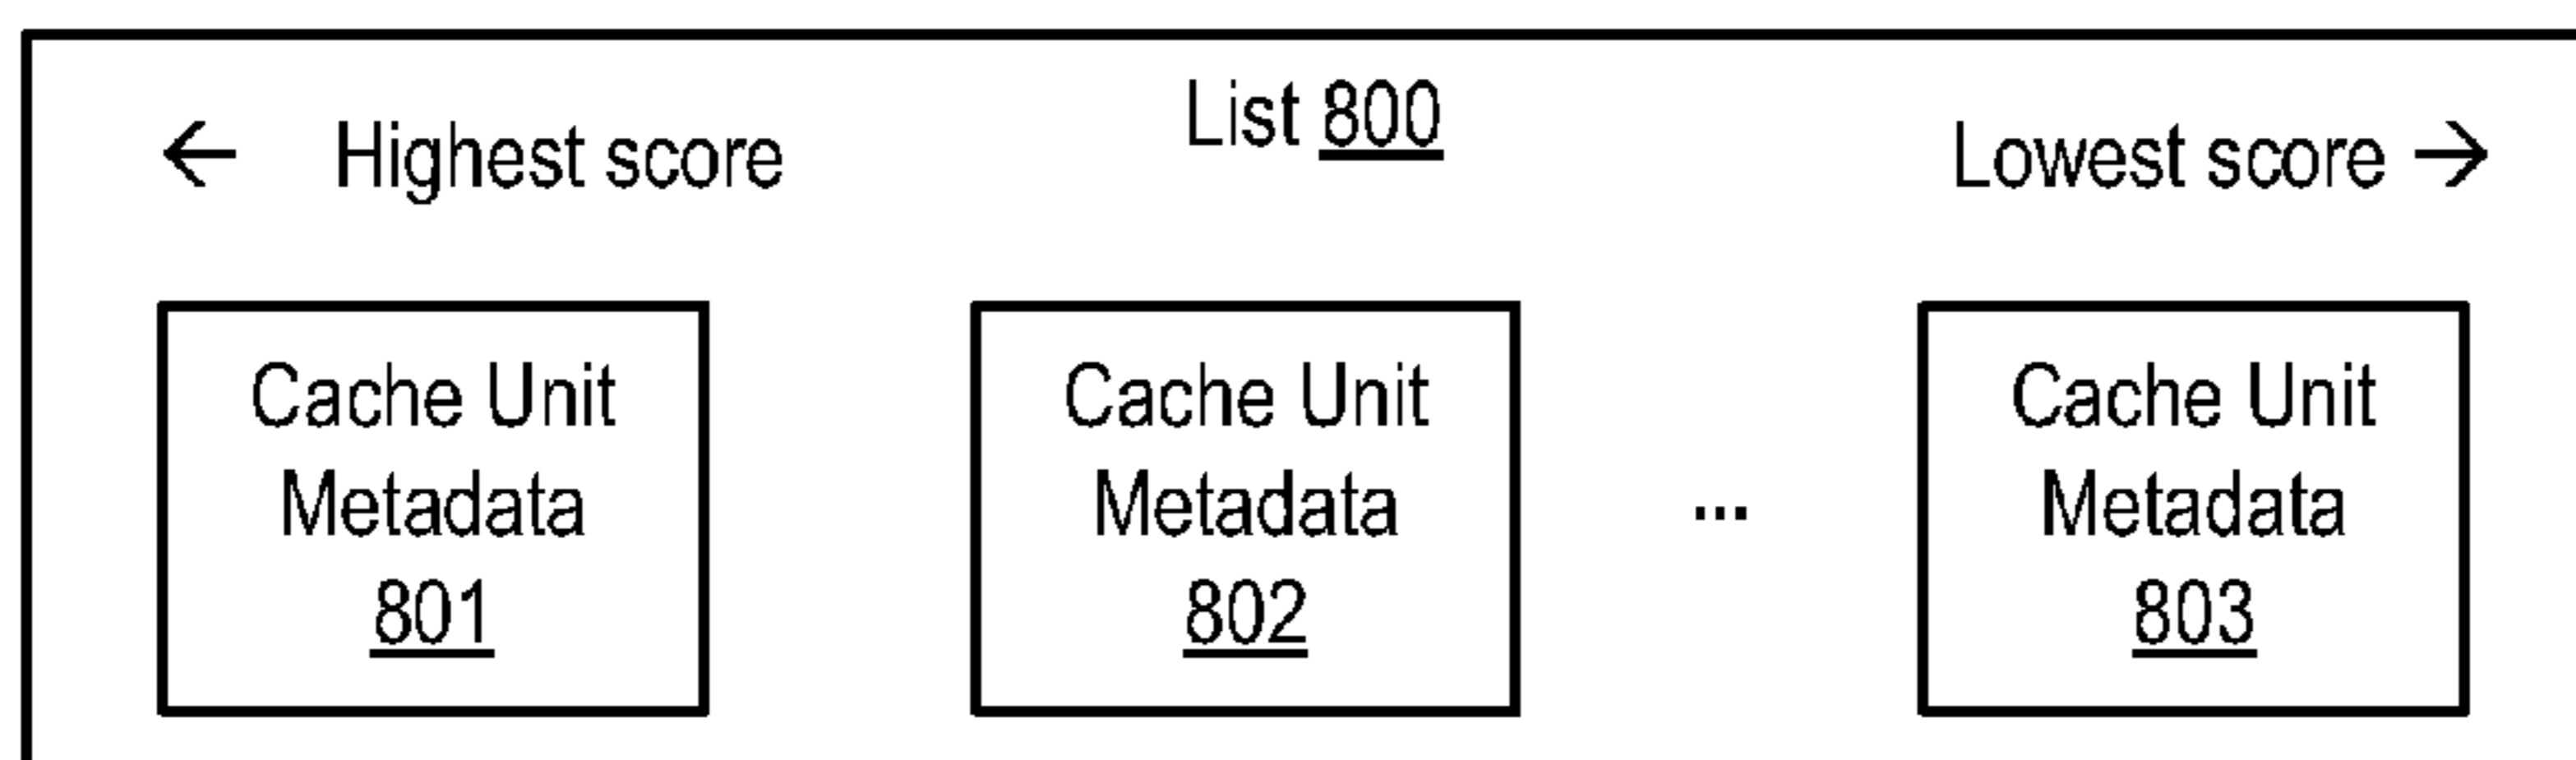 List 800
← Highest score
Lowest score →
Cache Unit
Metadata
801
Cache Unit
Metadata
802
...
Cache Unit
Metadata
803